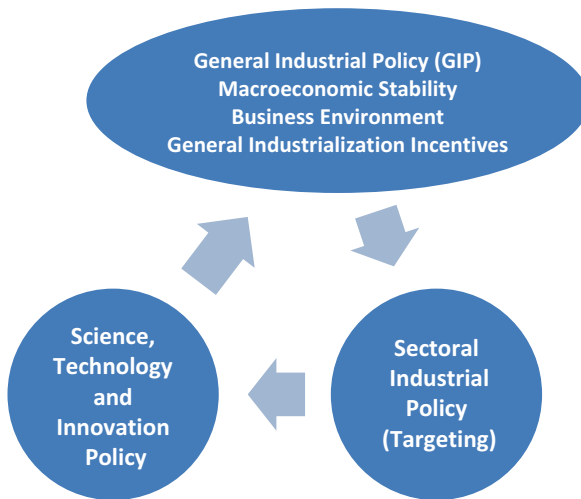 General Industrial Policy (GIP)
Macroeconomic Stability
Business Environment
General Industrialization Incentives
Sectoral
Industrial
Policy
(Targeting)
Science,
Technology
and
Innovation
Policy